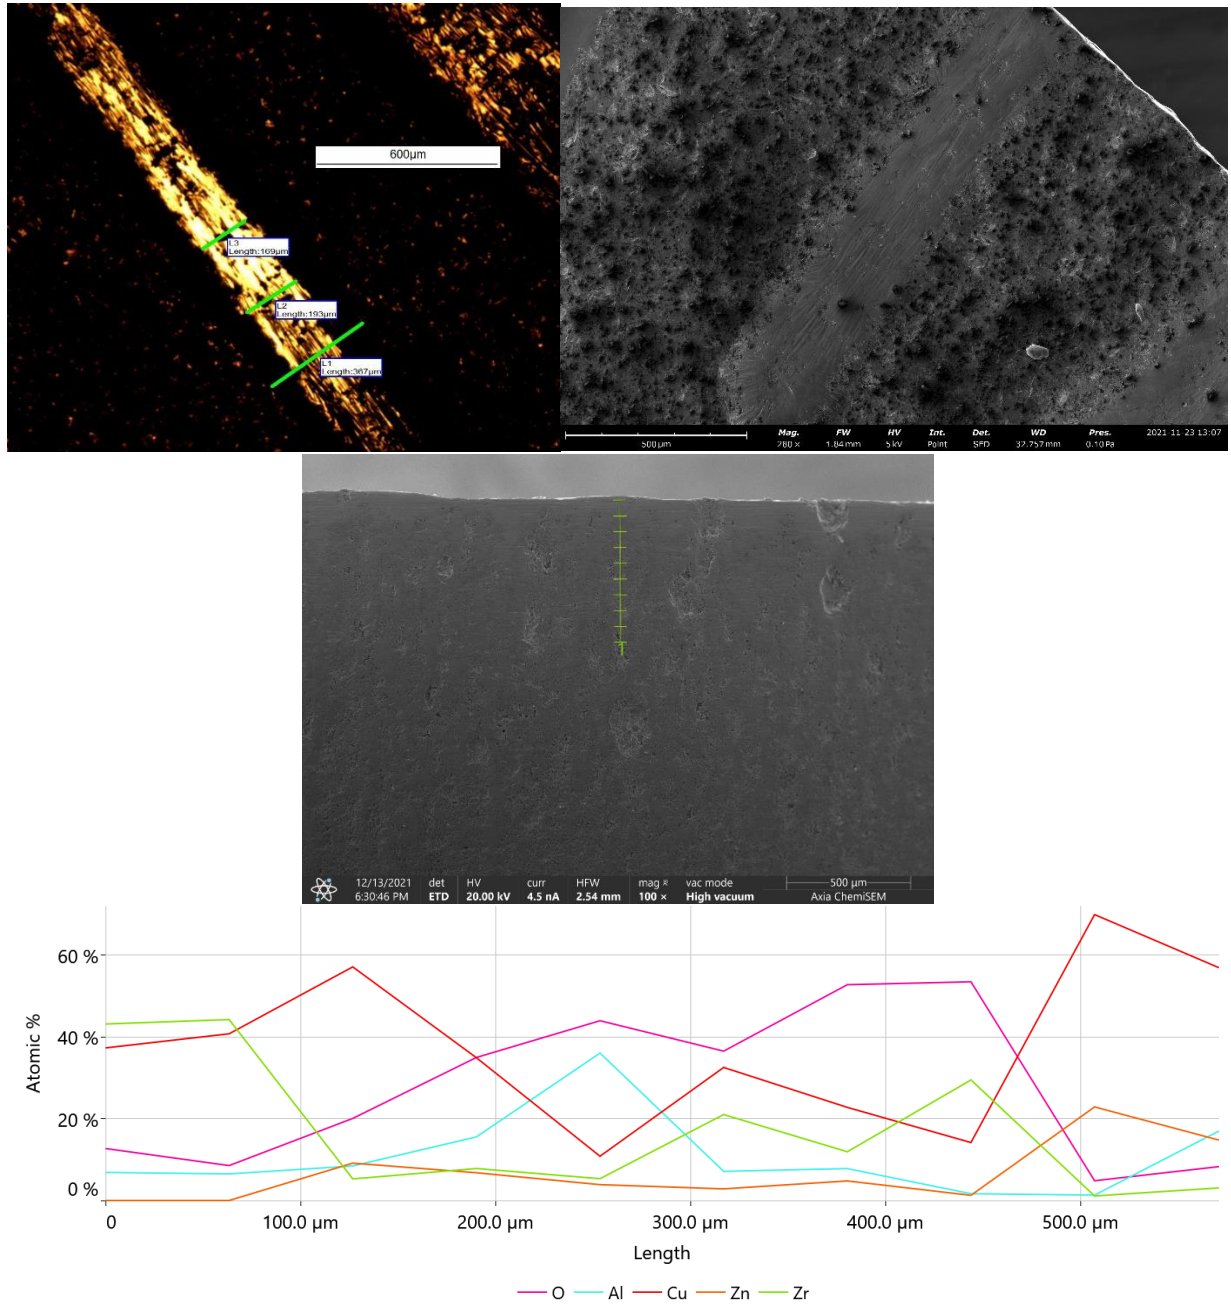 600µm
L3
Length:169µm
L2
Length:193µm
L1
Length:367µm
500 µm
Mag. FW HV Int. Det. WD Pres. 2021-11-23 13:07
280 × 1.84 mm 5 kV Point SED 32.757 mm 0.10 Pa
1
12/13/2021 det HV curr HFW mag vac mode 500 µm
6:30:46 PM ETD 20.00 kV 4.5 nA 2.54 mm 100 × High vacuum Axia ChemiSEM
60 %
40 %
20 %
0 %
Atomic %
0 100.0 µm 200.0 µm 300.0 µm 400.0 µm 500.0 µm
Length
O Al Cu Zn Zr